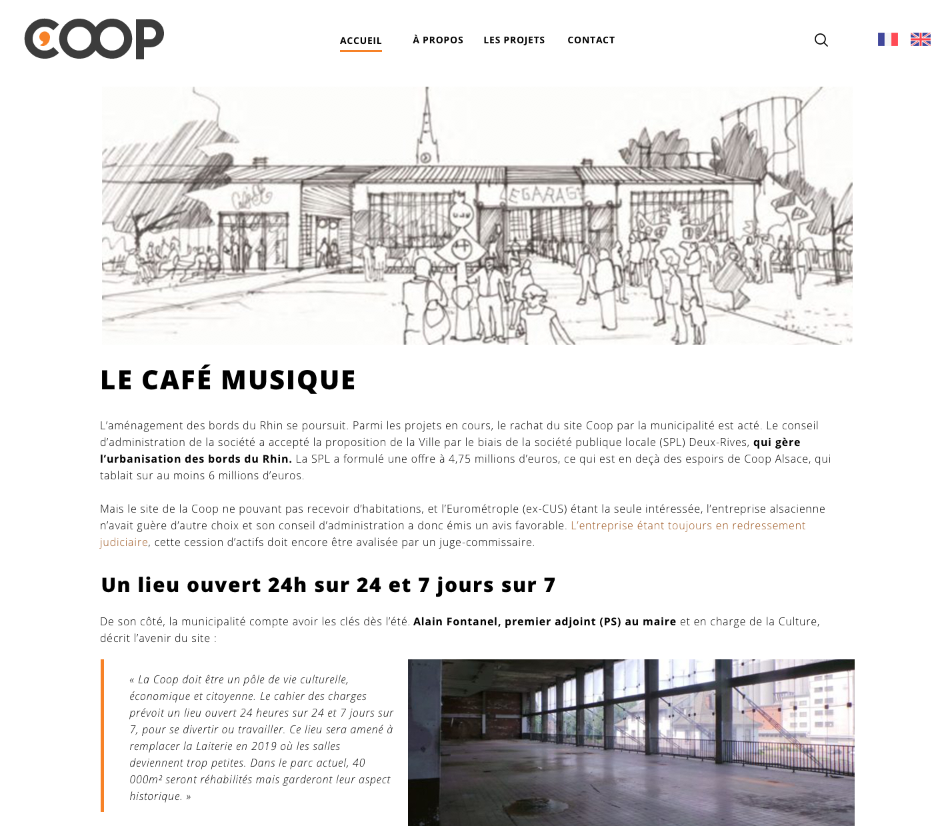 COOP
ACCUEIL
À PROPOS
LES PROJETS
CONTACT
LEGARAGE
LE CAFÉ MUSIQUE
L’aménagement des bords du Rhin se poursuit. Parmi les projets en cours, le rachat du site Coop par la municipalité est acté. Le conseil
d’administration de la société a accepté la proposition de la Ville par le biais de la société publique locale (SPL) Deux-Rives, qui gère
l’urbanisation des bords du Rhin. La SPL a formulé une offre à 4,75 millions d’euros, ce qui est en deçà des espoirs de Coop Alsace, qui
tablait sur au moins 6 millions d’euros.
Mais le site de la Coop ne pouvant pas recevoir d’habitations, et l’Eurométrople (ex-CUS) étant la seule intéressée, l’entreprise alsacienne
n’avait guère d’autre choix et son conseil d’administration a donc émis un avis favorable. L’entreprise étant toujours en redressement
judiciaire, cette cession d’actifs doit encore être avalisée par un juge-commissaire.
Un lieu ouvert 24h sur 24 et 7 jours sur 7
De son côté, la municipalité compte avoir les clés dès l’été. Alain Fontanel, premier adjoint (PS) au maire et en charge de la Culture,
décrit l’avenir du site :
« La Coop doit être un pôle de vie culturelle,
économique et citoyenne. Le cahier des charges
prévoit un lieu ouvert 24 heures sur 24 et 7 jours sur
7, pour se divertir ou travailler. Ce lieu sera amené à
remplacer la Laiterie en 2019 où les salles
deviennent trop petites. Dans le parc actuel, 40
000m² seront réhabilités mais garderont leur aspect
historique. »